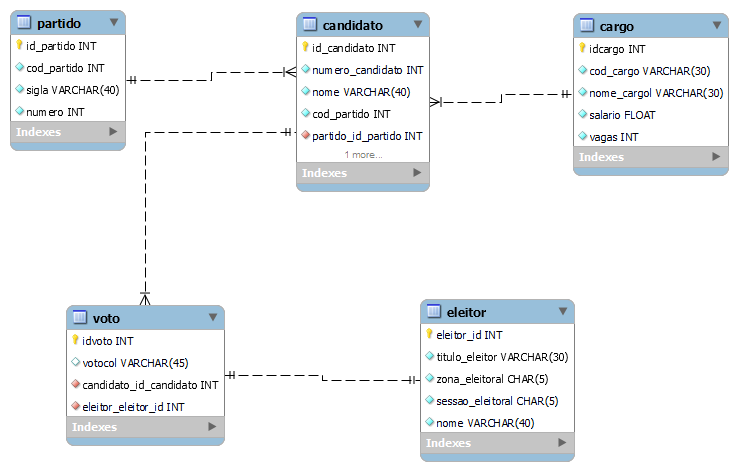 partido
id_partido INT
cod_partido INT
sigla VARCHAR(40)
numero INT
Indexes
candidato
id_candidato INT
numero_candidato INT
nome VARCHAR(40)
cod_partido INT
partido_id_partido INT
1 more...
Indexes
cargo
idcargo INT
cod_cargo VARCHAR(30)
nome_cargol VARCHAR(30)
salario FLOAT
vagas INT
Indexes
voto
idvoto INT
votocol VARCHAR(45)
candidato_id_candidato INT
eleitor_eleitor_id INT
Indexes
eleitor
eleitor_id INT
titulo_eleitor VARCHAR(30)
zona_eleitoral CHAR(5)
sessao_eleitoral CHAR(5)
nome VARCHAR(40)
Indexes